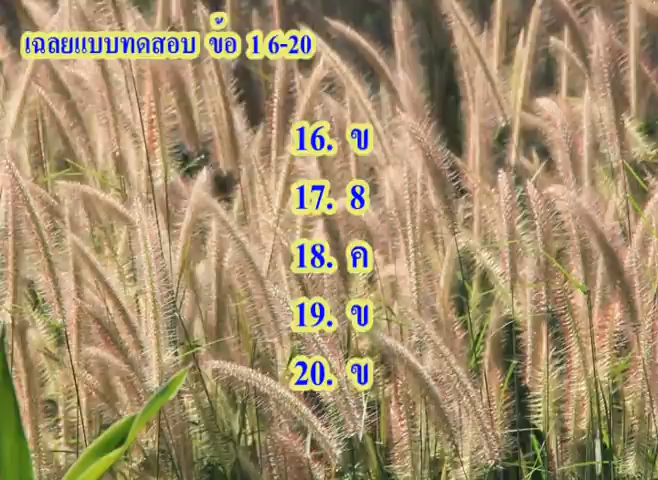 เฉลยแบบทดสอบ ข้อ 16-20
16. ข
17. 8
18. ค
19. ข
20. ข